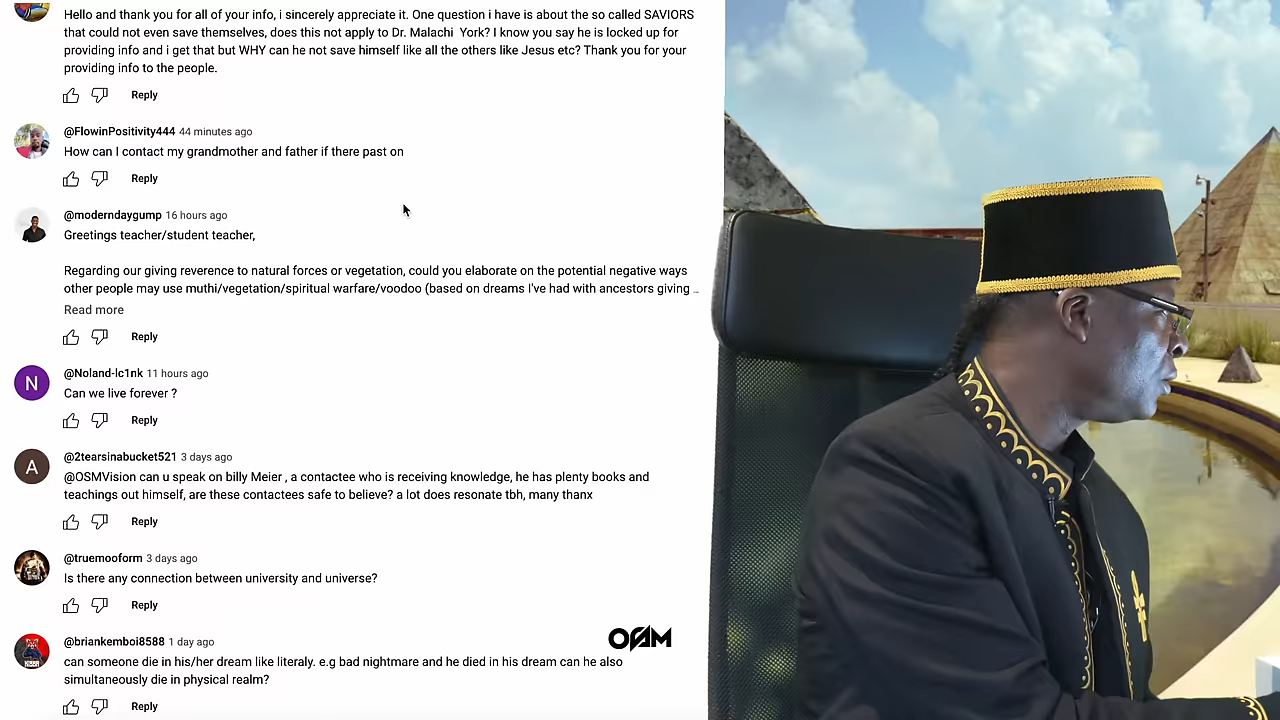 Hello and thank you for all of your info, i sincerely appreciate it. One question i have is about the so called SAVIORS
that could not even save themselves, does this not apply to Dr. Malachi York? I know you say he is locked up for
providing info and i get that but WHY can he not save himself like all the others like Jesus etc? Thank you for your
providing info to the people.
Reply
@FlowinPositivity444 44 minutes ago
How can I contact my grandmother and father if there past on
Reply
@moderndaygump 16 hours ago
Greetings teacher/student teacher,
Regarding our giving reverence to natural forces or vegetation, could you elaborate on the potential negative ways
other people may use muthi/vegetation/spiritual warfare/voodoo (based on dreams I've had with ancestors giving ...
Read more
Reply
N
@Noland-lc1nk 11 hours ago
Can we live forever ?
Reply
A
@2tearsinabucket521 3 days ago
@OSMVision can u speak on billy Meier , a contactee who is receiving knowledge, he has plenty books and
teachings out himself, are these contactees safe to believe? a lot does resonate tbh, many thanx
Reply
@truemooform 3 days ago
Is there any connection between university and universe?
Reply
@briankemboi8588 1 day ago
can someone die in his/her dream like literaly. e.g bad nightmare and he died in his dream can he also
simultaneously die in physical realm?
Reply